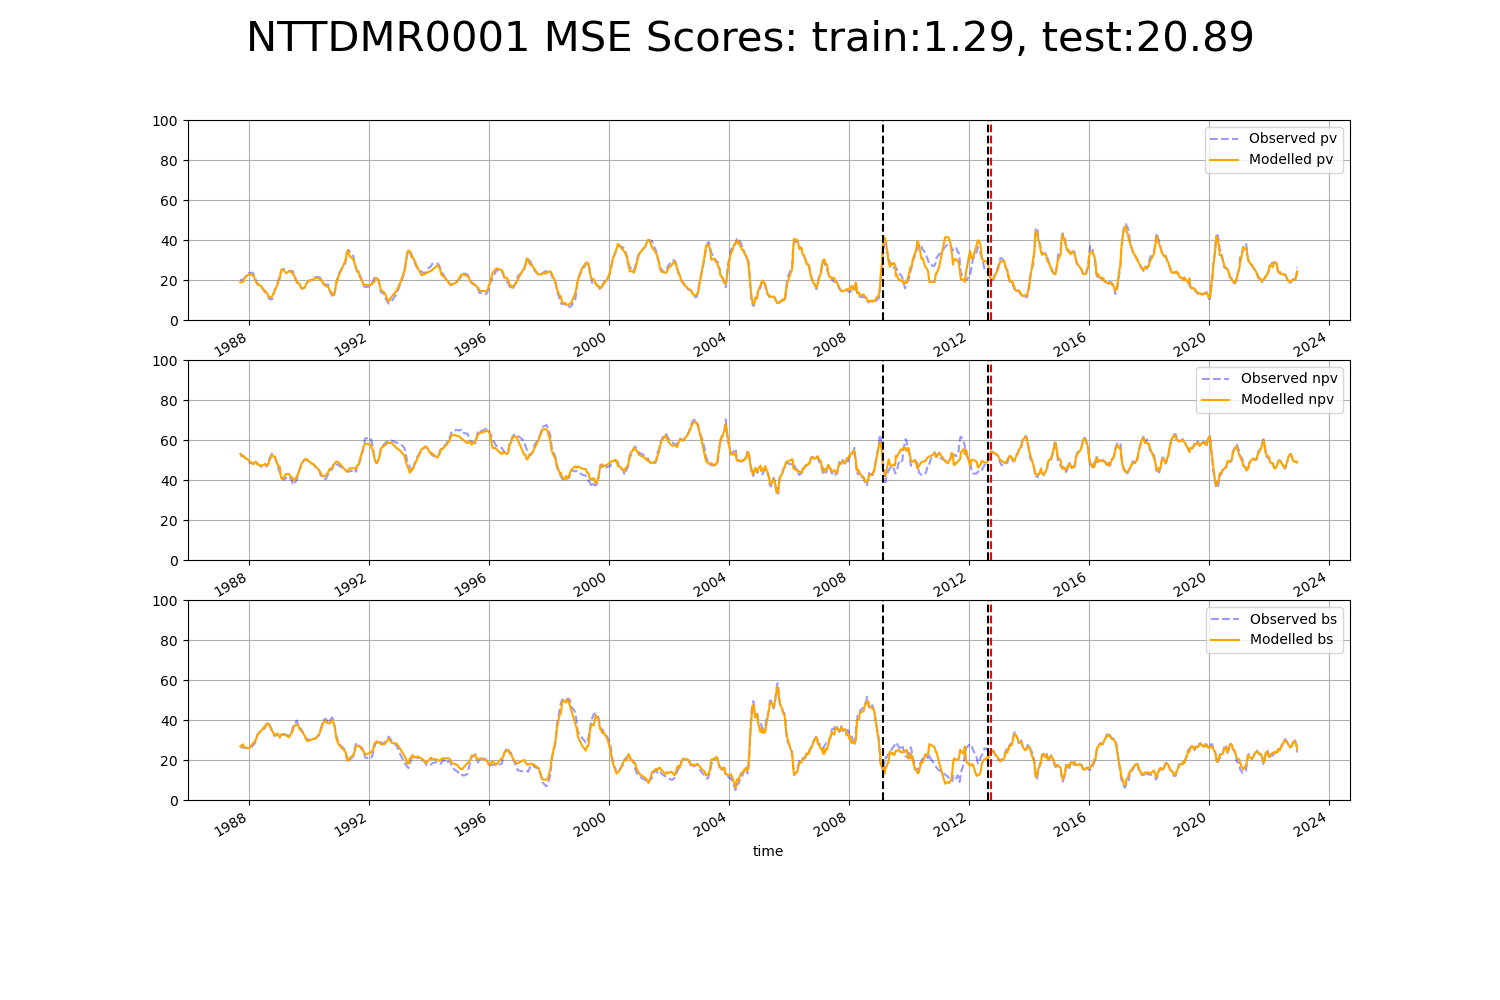 NTTDMR0001 MSE Scores: train:1.29, test:20.89
100
80
60
40
20
0
Observed pv
Modelled pv
1988 1992 1996 2000 2004 2008 2012 2016 2020 2024
100
80
60
40
20
0
Observed npv
Modelled npv
1988 1992 1996 2000 2004 2008 2012 2016 2020 2024
100
80
60
40
20
0
Observed bs
Modelled bs
1988 1992 1996 2000 2004 2008 2012 2016 2020 2024
time